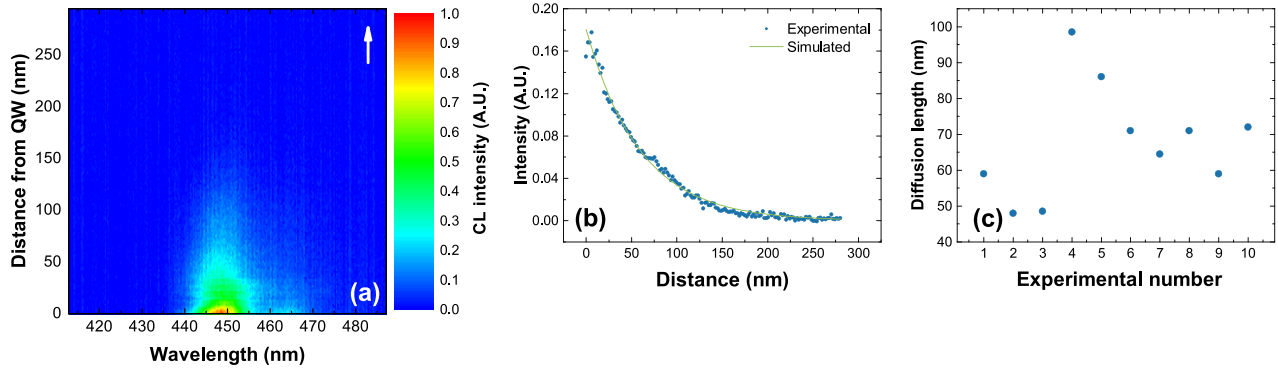 Distance from QW (nm)
250
200
150
100
50
0
420 430 440 450 460 470 480
Wavelength (nm)
(a)
1.0
0.9
0.8
0.7
0.6
0.5
0.4
0.3
0.2
0.1
0.0
CL intensity (A.U.)
Intensity (A.U.)
0.20
0.16
0.12
0.08
0.04
0.00
Experimental
Simulated
(b)
0 50 100 150 200 250 300
Distance (nm)
Diffusion length (nm)
100
90
80
70
60
50
40
(c)
1 2 3 4 5 6 7 8 9 10
Experimental number